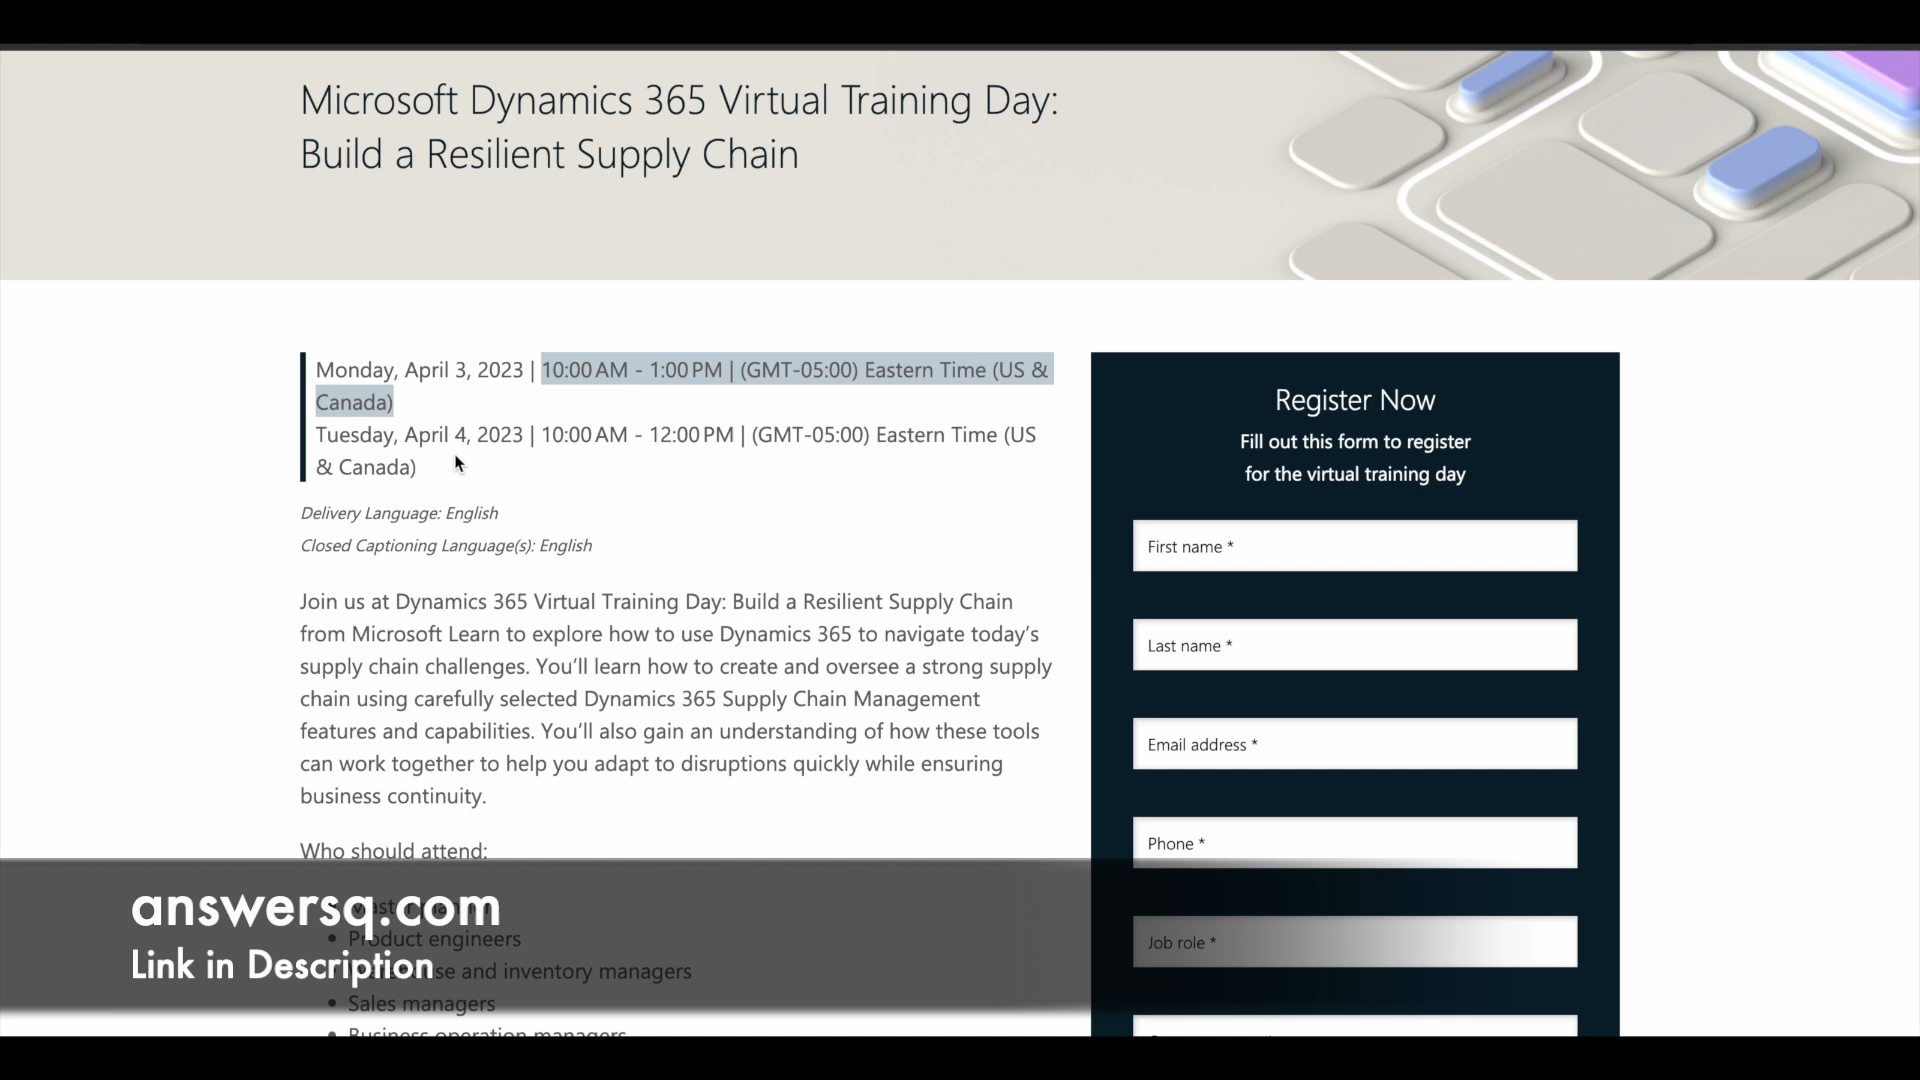 Microsoft Dynamics 365 Virtual Training Day:
Build a Resilient Supply Chain
Monday, April 3, 2023 | 10:00 AM - 1:00 PM | (GMT-05:00) Eastern Time (US &
Canada)
Tuesday, April 4, 2023 | 10:00 AM - 12:00 PM | (GMT-05:00) Eastern Time (US
& Canada)
Delivery Language: English
Closed Captioning Language(s): English
Join us at Dynamics 365 Virtual Training Day: Build a Resilient Supply Chain
from Microsoft Learn to explore how to use Dynamics 365 to navigate today’s
supply chain challenges. You’ll learn how to create and oversee a strong supply
chain using carefully selected Dynamics 365 Supply Chain Management
features and capabilities. You’ll also gain an understanding of how these tools
can work together to help you adapt to disruptions quickly while ensuring
business continuity.
Who should attend:
• Product engineers
and inventory managers
• Sales managers
• Business operation managers
Register Now
Fill out this form to register
for the virtual training day
First name *
Last name *
Email address *
Phone *
Job role *
answersq.com
Link in Description